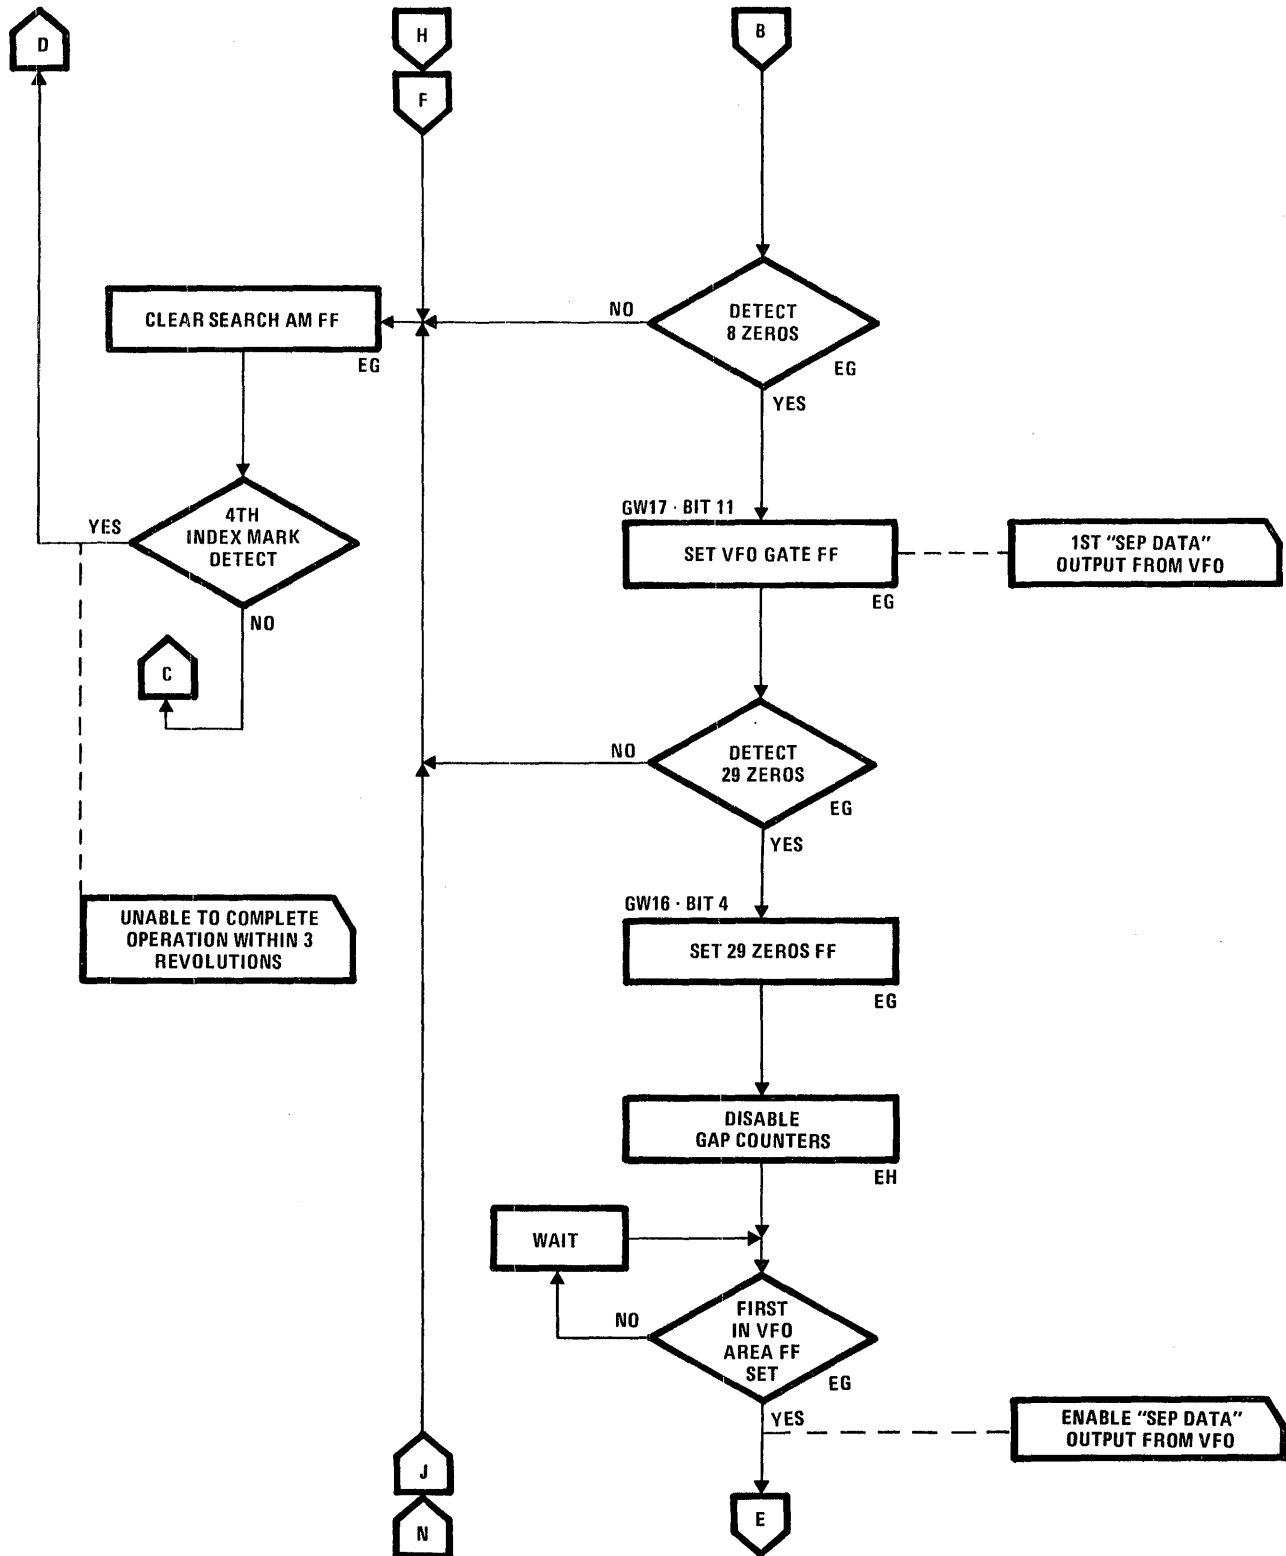 D
H
B
F
CLEAR SEARCH AM FF
EG
NO
DETECT
8 ZEROS
EG
YES
4TH
INDEX MARK
DETECT
YES
NO
C
GW17 · BIT 11
SET VFO GATE FF
EG
1ST "SEP DATA"
OUTPUT FROM VFO
NO
DETECT
29 ZEROS
EG
YES
UNABLE TO COMPLETE
OPERATION WITHIN 3
REVOLUTIONS
GW16 · BIT 4
SET 29 ZEROS FF
EG
DISABLE
GAP COUNTERS
EH
WAIT
NO
FIRST
IN VFO
AREA FF
SET
EG
YES
ENABLE "SEP DATA"
OUTPUT FROM VFO
J
N
E